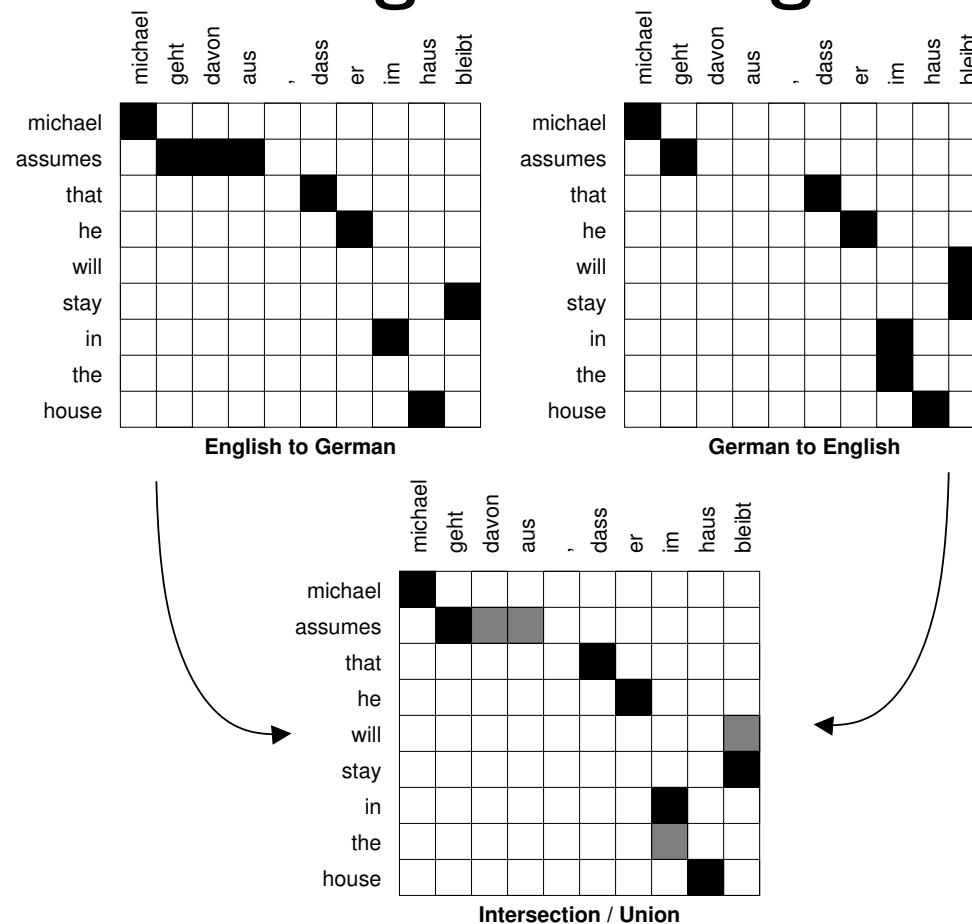 michael geht davon aus , dass er im haus bleibt
michael
assumes
that
he
will
stay
in
the
house
English to German
michael geht davon aus , dass er im haus bleibt
michael
assumes
that
he
will
stay
in
the
house
German to English
michael geht davon aus , dass er im haus bleibt
michael
assumes
that
he
will
stay
in
the
house
Intersection / Union